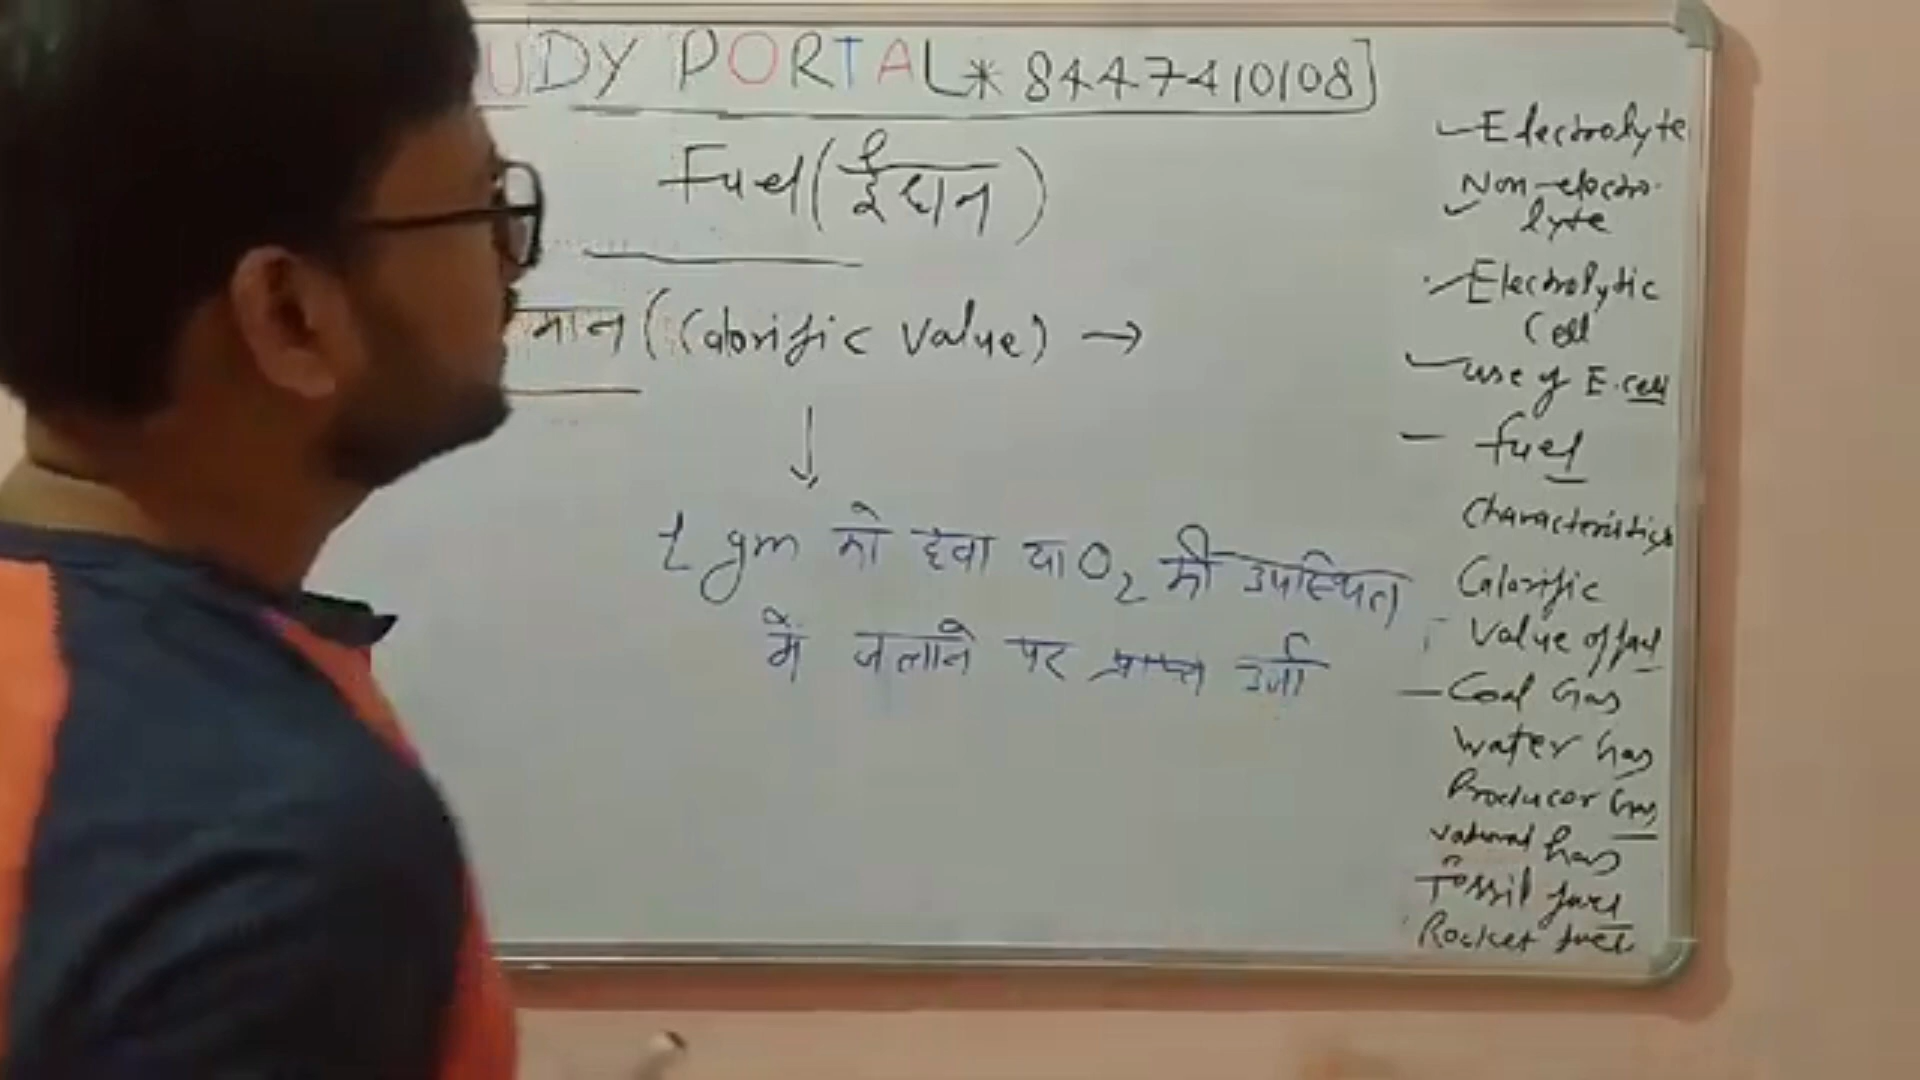 UDY PORTAL * 8447410108]
Fuel (ईंधन)
मान (Calorific Value) →
1 gm को हवा या O2 की उपस्थित
में जलाने पर प्राप्त उर्जा
Electrolyte
Non-electro-
lyte
Electrolytic
Cell
use of E. cell
fuel
Characteristics
Calorific
Value of fuel
Coal Gas
Water Gas
Producer Gas
Natural Gas
Fossil fuel
Rocket fuel